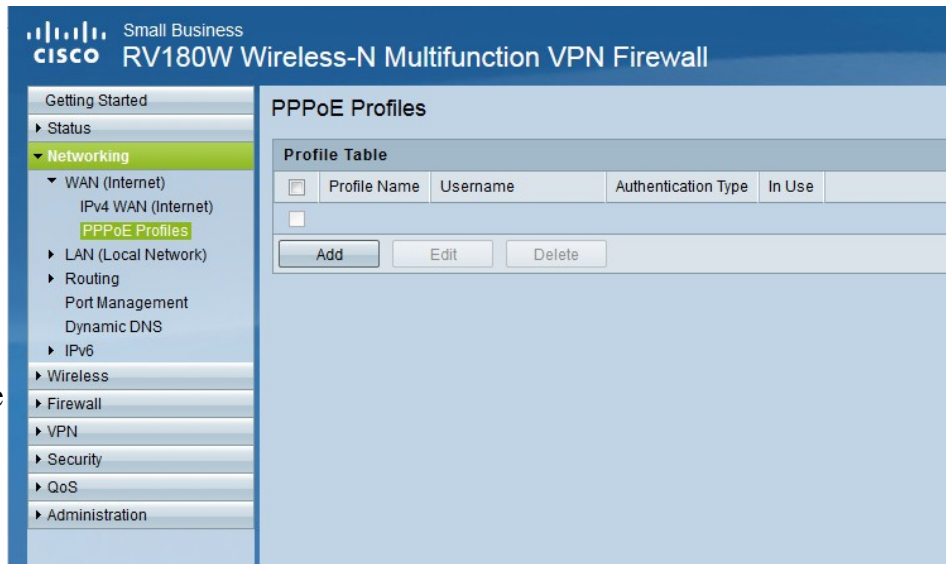 Small Business
CISCO RV180W Wireless-N Multifunction VPN Firewall
Getting Started
Status
Networking
WAN (Internet)
IPv4 WAN (Internet)
PPPoE Profiles
LAN (Local Network)
Routing
Port Management
Dynamic DNS
IPv6
Wireless
Firewall
VPN
Security
QoS
Administration
PPPoE Profiles
Profile Table
Profile Name Username Authentication Type In Use
Add Edit Delete
e